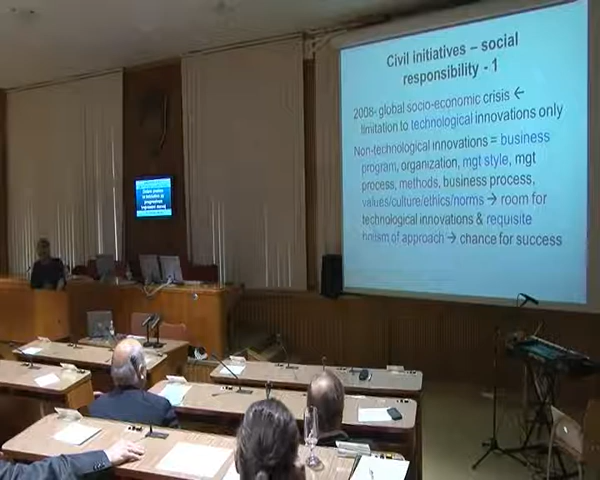 Civil initiatives – social
responsibility - 1
2008- global socio-economic crisis ←
limitation to technological innovations only
Non-technological innovations = business
program, organization, mgt style, mgt
process, methods, business process,
values/culture/ethics/norms → room for
technological innovations & requisite
holism of approach → chance for success